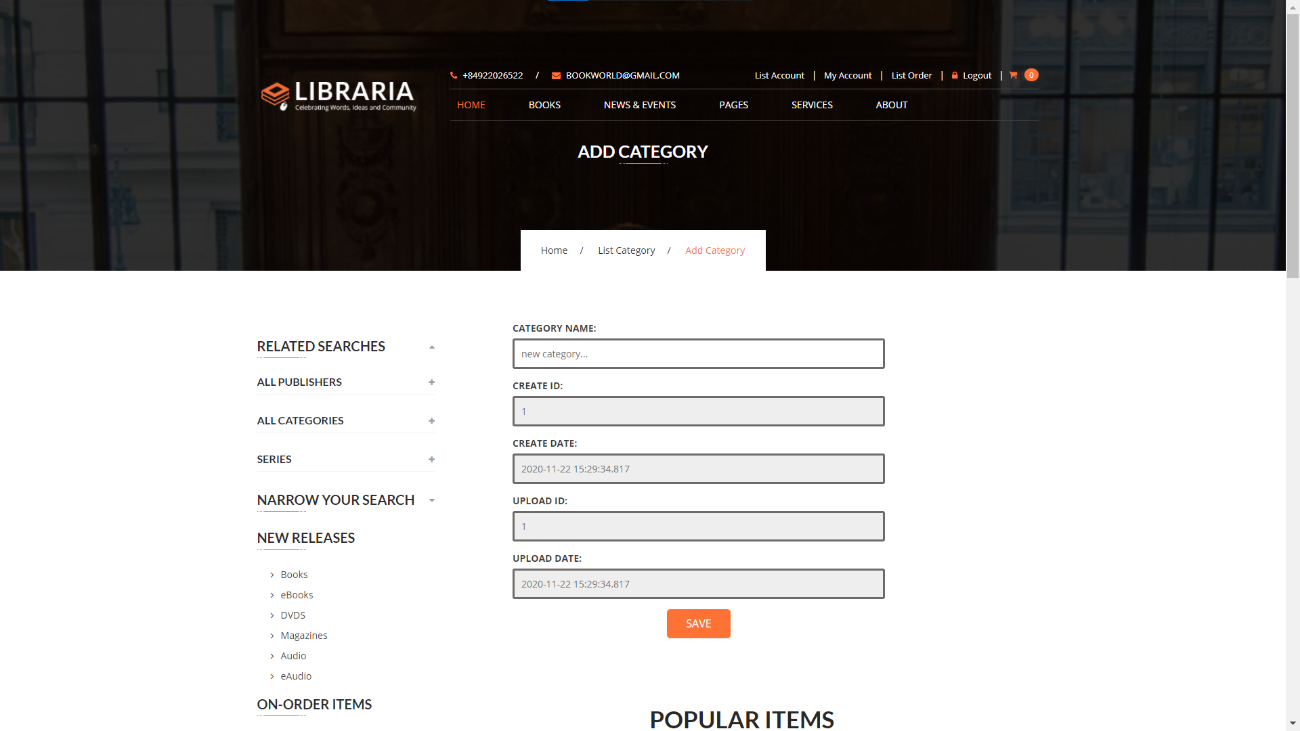 +84922026522 / BOOKWORLD@GMAIL.COM List Account | My Account | List Order | Logout | 0
LIBRARIA
Celebrating Words, Ideas and Community
HOME BOOKS NEWS & EVENTS PAGES SERVICES ABOUT
ADD CATEGORY
Home / List Category / Add Category
RELATED SEARCHES
ALL PUBLISHERS +
ALL CATEGORIES +
SERIES +
NARROW YOUR SEARCH
NEW RELEASES
Books
eBooks
DVDS
Magazines
Audio
eAudio
ON-ORDER ITEMS
CATEGORY NAME:
new category...
CREATE ID:
1
CREATE DATE:
2020-11-22 15:29:34.817
UPLOAD ID:
1
UPLOAD DATE:
2020-11-22 15:29:34.817
SAVE
POPULAR ITEMS